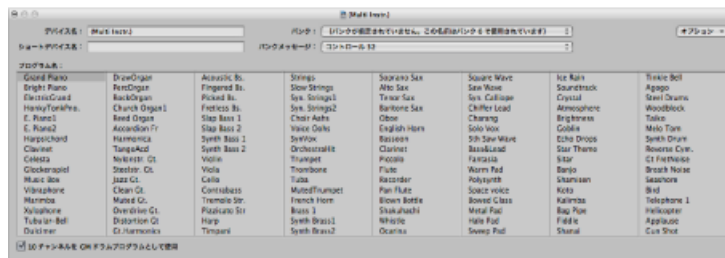 (Multi Instr.)
デバイス名： (Multi Instr.) バンク： (バンクが指定されていません。この名前はバンク 0 で使用されています) オプション
ショートデバイス名： バンクメッセージ： コントロール 32
プログラム名：
Grand Piano DrawOrgan Acoustic Bs. Strings Soprano Sax Square Wave Ice Rain Tinkle Bell
Bright Piano PercOrgan Fingered Bs. Slow Strings Alto Sax Saw Wave Soundtrack Agogo
ElectricGrand RockOrgan Picked Bs. Syn. Strings1 Tenor Sax Syn. Calliope Crystal Steel Drums
HonkyTonkPno. Church Organ1 Fretless Bs. Syn. Strings2 Baritone Sax Chiffer Lead Atmosphere Woodblock
E. Piano1 Reed Organ Slap Bass 1 Choir Aahs Oboe Charang Brightness Taiko
E. Piano2 Accordion Fr Slap Bass 2 Voice Oohs English Horn Solo Vox Goblin Melo Tom
Harpsichord Harmonica Synth Bass 1 SynVox Bassoon 5th Saw Wave Echo Drops Synth Drum
Clavinet TangoAcd Synth Bass 2 OrchestraHit Clarinet Bass&Lead Star Theme Reverse Cym.
Celesta Nylonstr. Gt. Violin Trumpet Piccolo Fantasia Sitar Gt FretNoise
Glockenspiel Steelstr. Gt. Viola Trombone Flute Warm Pad Banjo Breath Noise
Music Box Jazz Gt. Cello Tuba Recorder Polysynth Shamisen Seashore
Vibraphone Clean Gt. Contrabass MutedTrumpet Pan Flute Space voice Koto Bird
Marimba Muted Gt. Tremolo Str. French Horn Blown Bottle Bowed Glass Kalimba Telephone 1
Xylophone Overdrive Gt. Pizzicato Str Brass 1 Shakuhachi Metal Pad Bag Pipe Helicopter
Tubular-Bell Distortion Gt Harp Synth Brass1 Whistle Halo Pad Fiddle Applause
Dulcimer Gt.Harmonics Timpani Synth Brass2 Ocarina Sweep Pad Shanai Gun Shot
10 チャンネルを GM ドラムプログラムとして使用